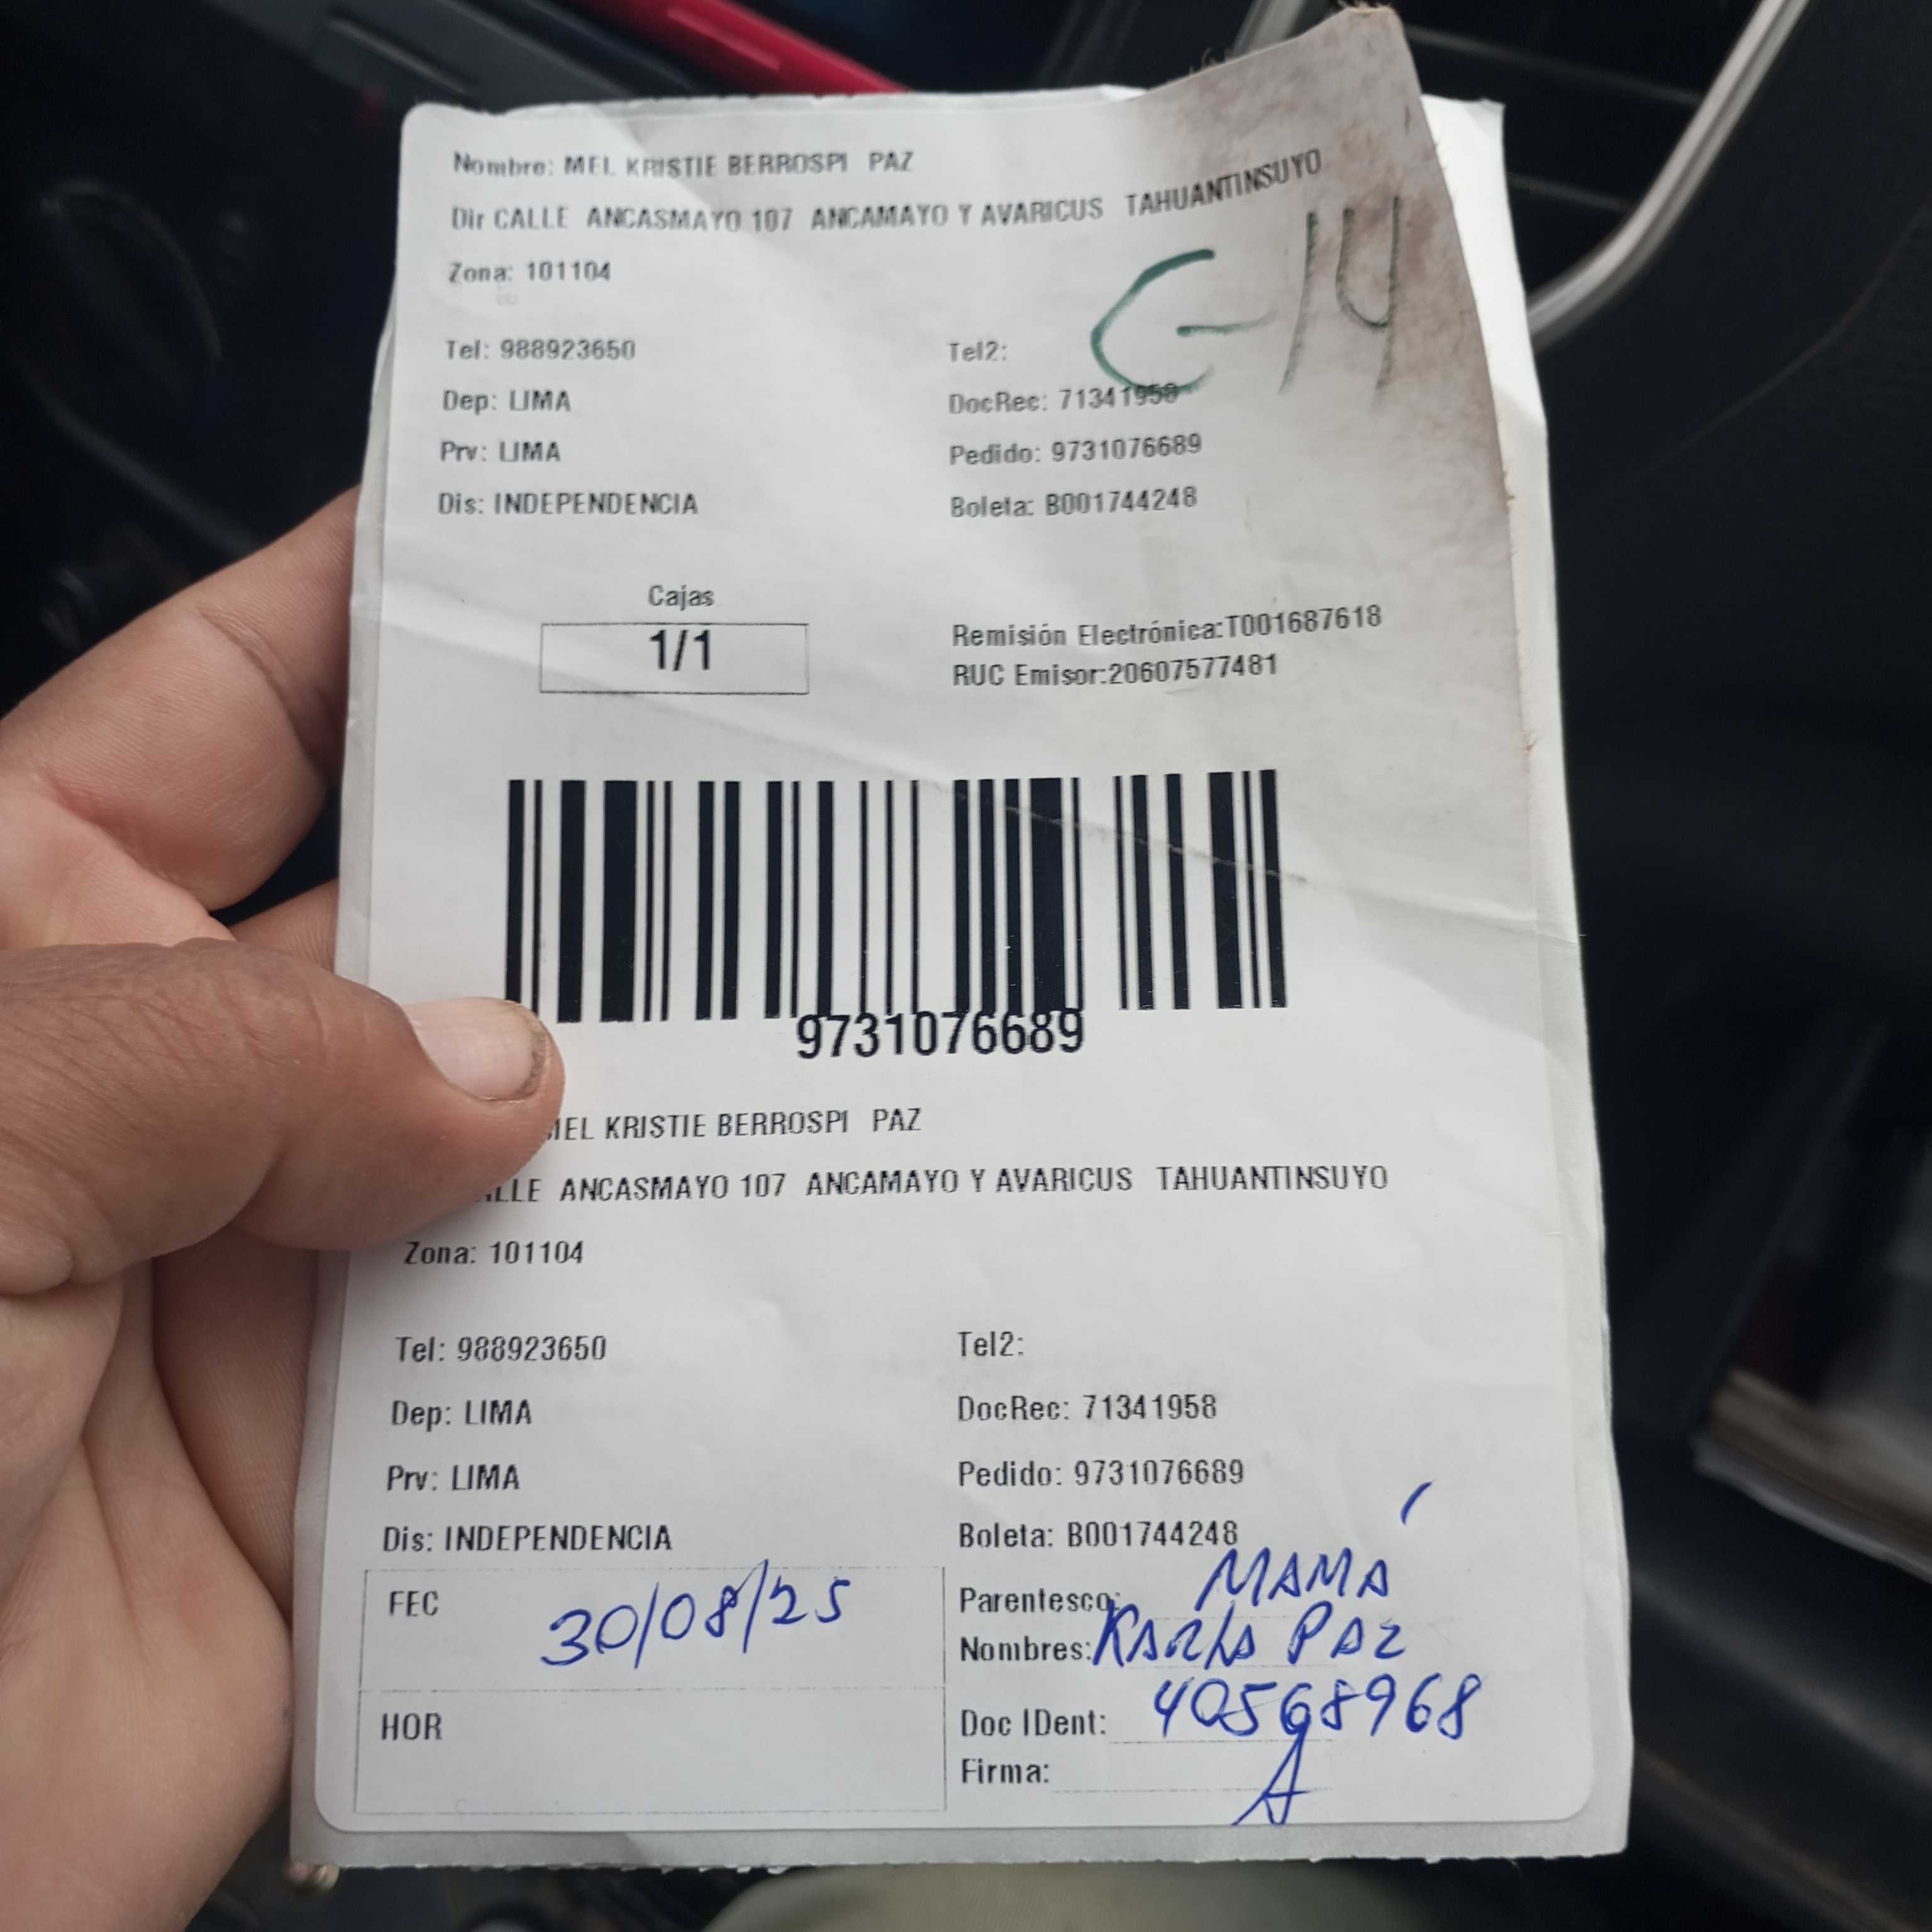 Nombre: MEL KRISTIE BERROSPI PAZ
Dir CALLE ANCASMAYO 107 ANCAMAYO Y AVARICUS TAHUANTINSUYO
Zona: 101104
C-14
Tel: 988923650 Tel2:
Dep: LIMA DocRec: 71341958
Prv: LIMA Pedido: 9731076689
Dis: INDEPENDENCIA Boleta: B001744248
Cajas
1/1
Remisión Electrónica:T001687618
RUC Emisor:20607577481
9731076689
MEL KRISTIE BERROSPI PAZ
ALLE ANCASMAYO 107 ANCAMAYO Y AVARICUS TAHUANTINSUYO
Zona: 101104
Tel: 988923650 Tel2:
Dep: LIMA DocRec: 71341958
Prv: LIMA Pedido: 9731076689
Dis: INDEPENDENCIA Boleta: B001744248
FEC 30/08/25
Parentesco: MAMÁ
Nombres: KARLA PAZ
HOR
Doc IDent: 40568968
Firma: